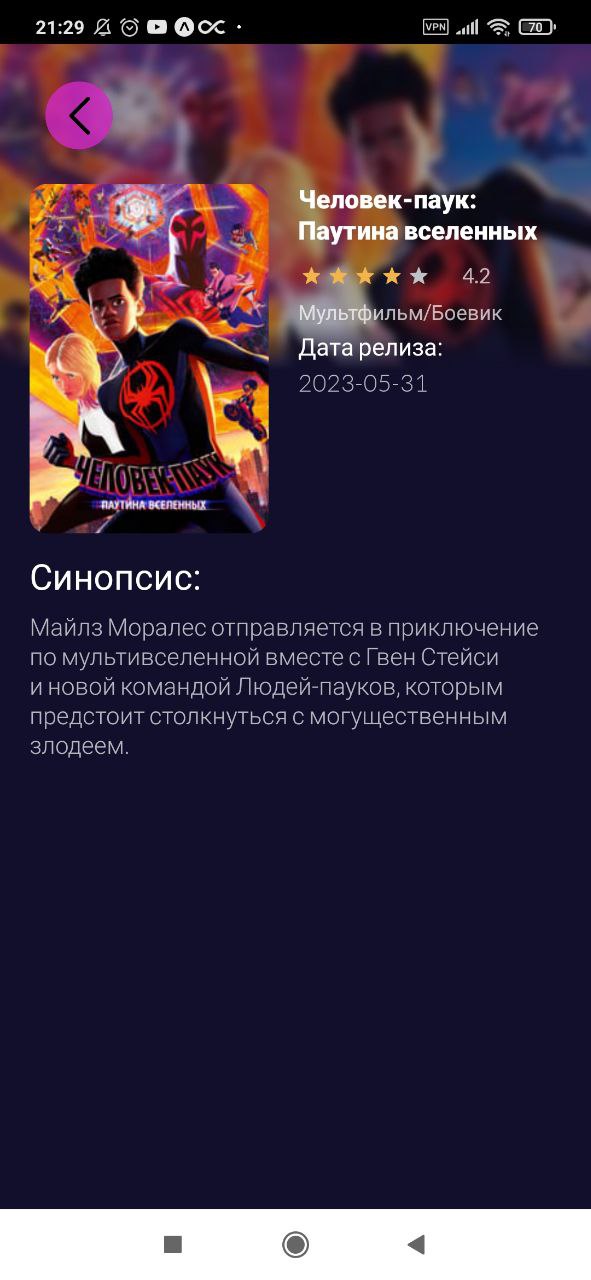 21:29
VPN
70
Человек-паук:
Паутина вселенных
4.2
Мультфильм/Боевик
Дата релиза:
2023-05-31
ЧЕЛОВЕК-ПАУК
ПАУТИНА ВСЕЛЕННЫХ
Синопсис:
Майлз Моралес отправляется в приключение
по мультивселенной вместе с Гвен Стейси
и новой командой Людей-пауков, которым
предстоит столкнуться с могущественным
злодеем.